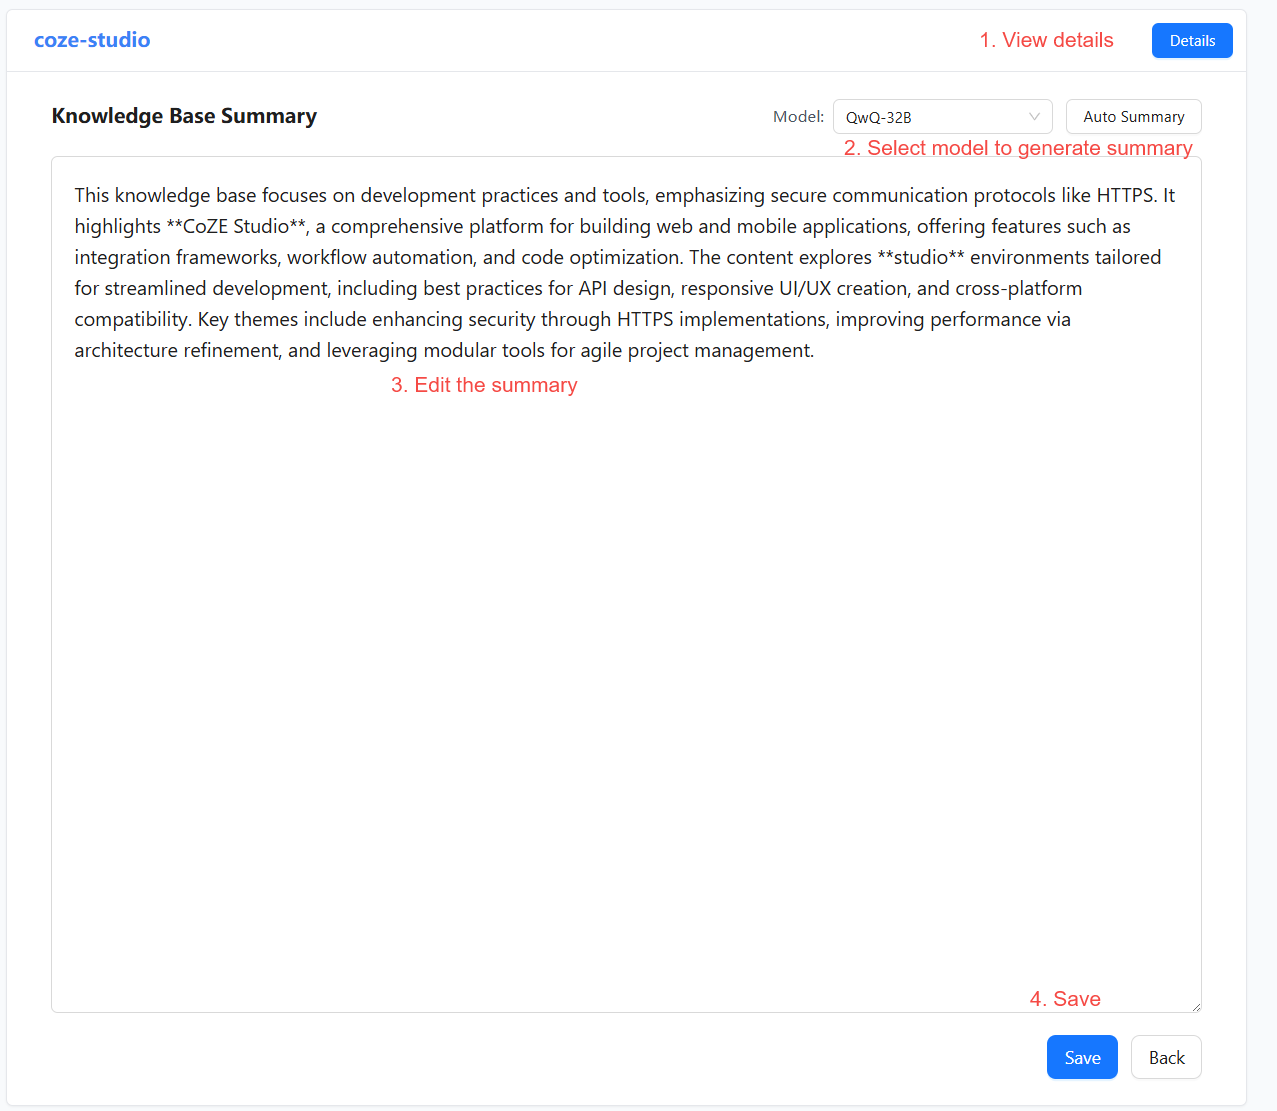 coze-studio
1. View details
Details
Knowledge Base Summary
Model:
QwQ-32B
Auto Summary
2. Select model to generate summary
This knowledge base focuses on development practices and tools, emphasizing secure communication protocols like HTTPS. It
highlights **CoZE Studio**, a comprehensive platform for building web and mobile applications, offering features such as
integration frameworks, workflow automation, and code optimization. The content explores **studio** environments tailored
for streamlined development, including best practices for API design, responsive UI/UX creation, and cross-platform
compatibility. Key themes include enhancing security through HTTPS implementations, improving performance via
architecture refinement, and leveraging modular tools for agile project management.
3. Edit the summary
4. Save
Save
Back